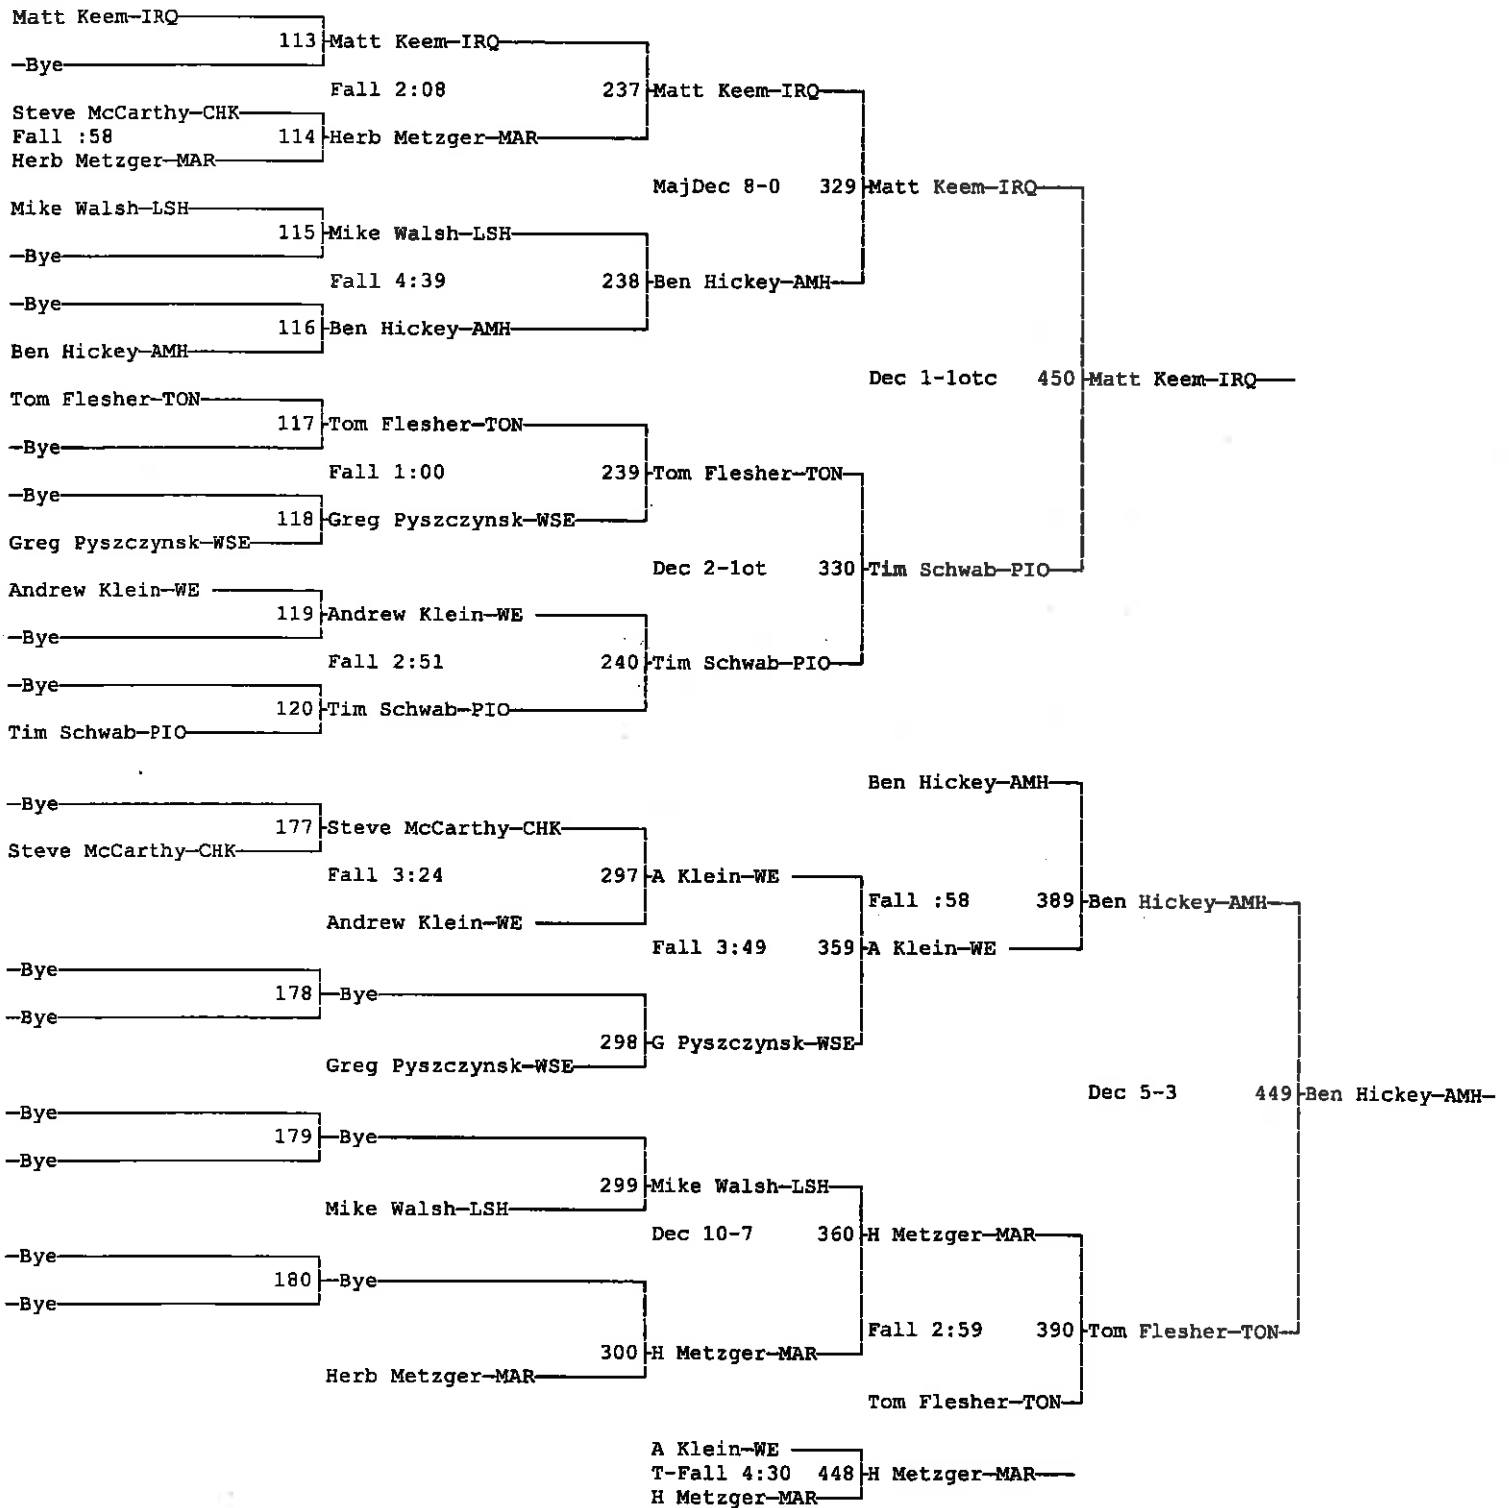 Matt Keem-IRQ
113 Matt Keem-IRQ
-Bye
Fall 2:08 237 Matt Keem-IRQ
Steve McCarthy-CHK
Fall :58 114 Herb Metzger-MAR
Herb Metzger-MAR
MajDec 8-0 329 Matt Keem-IRQ
Mike Walsh-LSH
115 Mike Walsh-LSH
-Bye
Fall 4:39 238 Ben Hickey-AMH
-Bye
116 Ben Hickey-AMH
Ben Hickey-AMH
Dec 1-1otc 450 Matt Keem-IRQ
Tom Flesher-TON
117 Tom Flesher-TON
-Bye
Fall 1:00 239 Tom Flesher-TON
-Bye
118 Greg Pyszczynsk-WSE
Greg Pyszczynsk-WSE
Dec 2-1ot 330 Tim Schwab-PIO
Andrew Klein-WE
119 Andrew Klein-WE
-Bye
Fall 2:51 240 Tim Schwab-PIO
-Bye
120 Tim Schwab-PIO
Tim Schwab-PIO
Ben Hickey-AMH
-Bye
177 Steve McCarthy-CHK
Steve McCarthy-CHK
Fall 3:24 297 A Klein-WE
Fall :58 389 Ben Hickey-AMH
Andrew Klein-WE
Fall 3:49 359 A Klein-WE
-Bye
178 -Bye
-Bye
298 G Pyszczynsk-WSE
Greg Pyszczynsk-WSE
Dec 5-3 449 Ben Hickey-AMH-
-Bye
179 -Bye
-Bye
299 Mike Walsh-LSH
Mike Walsh-LSH
Dec 10-7 360 H Metzger-MAR
-Bye
180 -Bye
-Bye
Fall 2:59 390 Tom Flesher-TON
300 H Metzger-MAR
Herb Metzger-MAR
Tom Flesher-TON
A Klein-WE
T-Fall 4:30 448 H Metzger-MAR
H Metzger-MAR